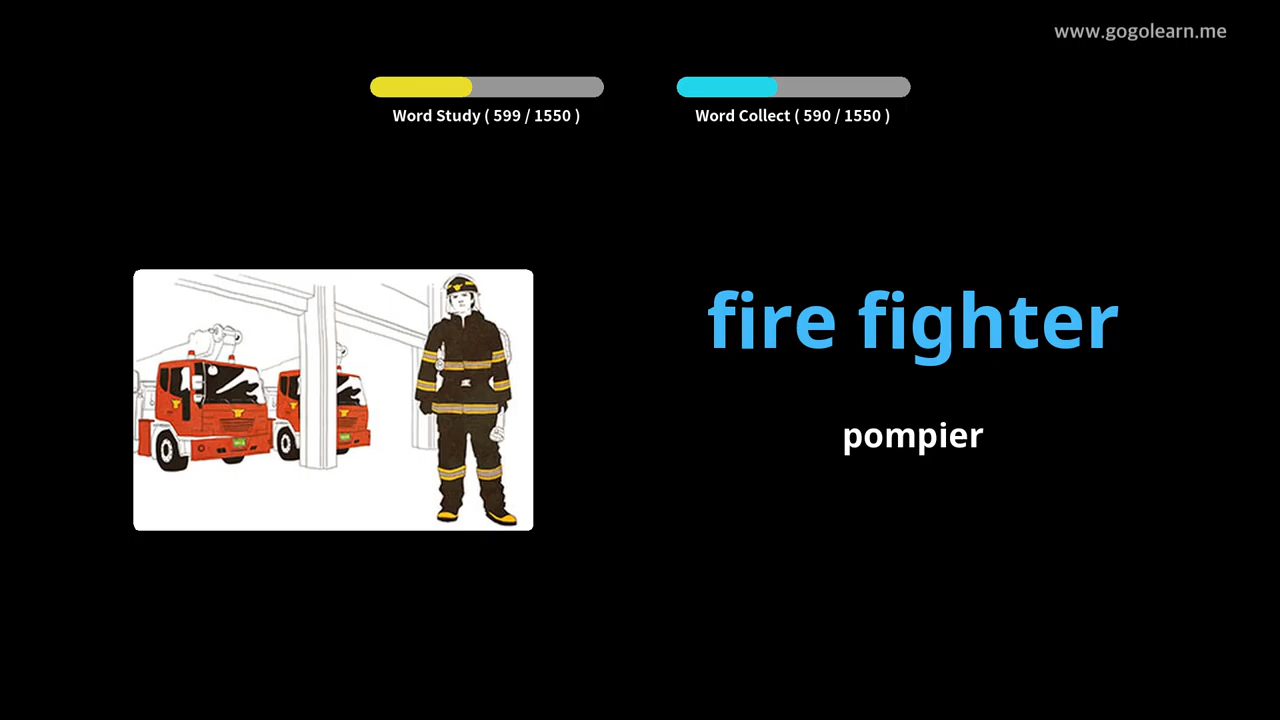 www.gogolearn.me
Word Study ( 599 / 1550 )
Word Collect ( 590 / 1550 )
fire fighter
pompier